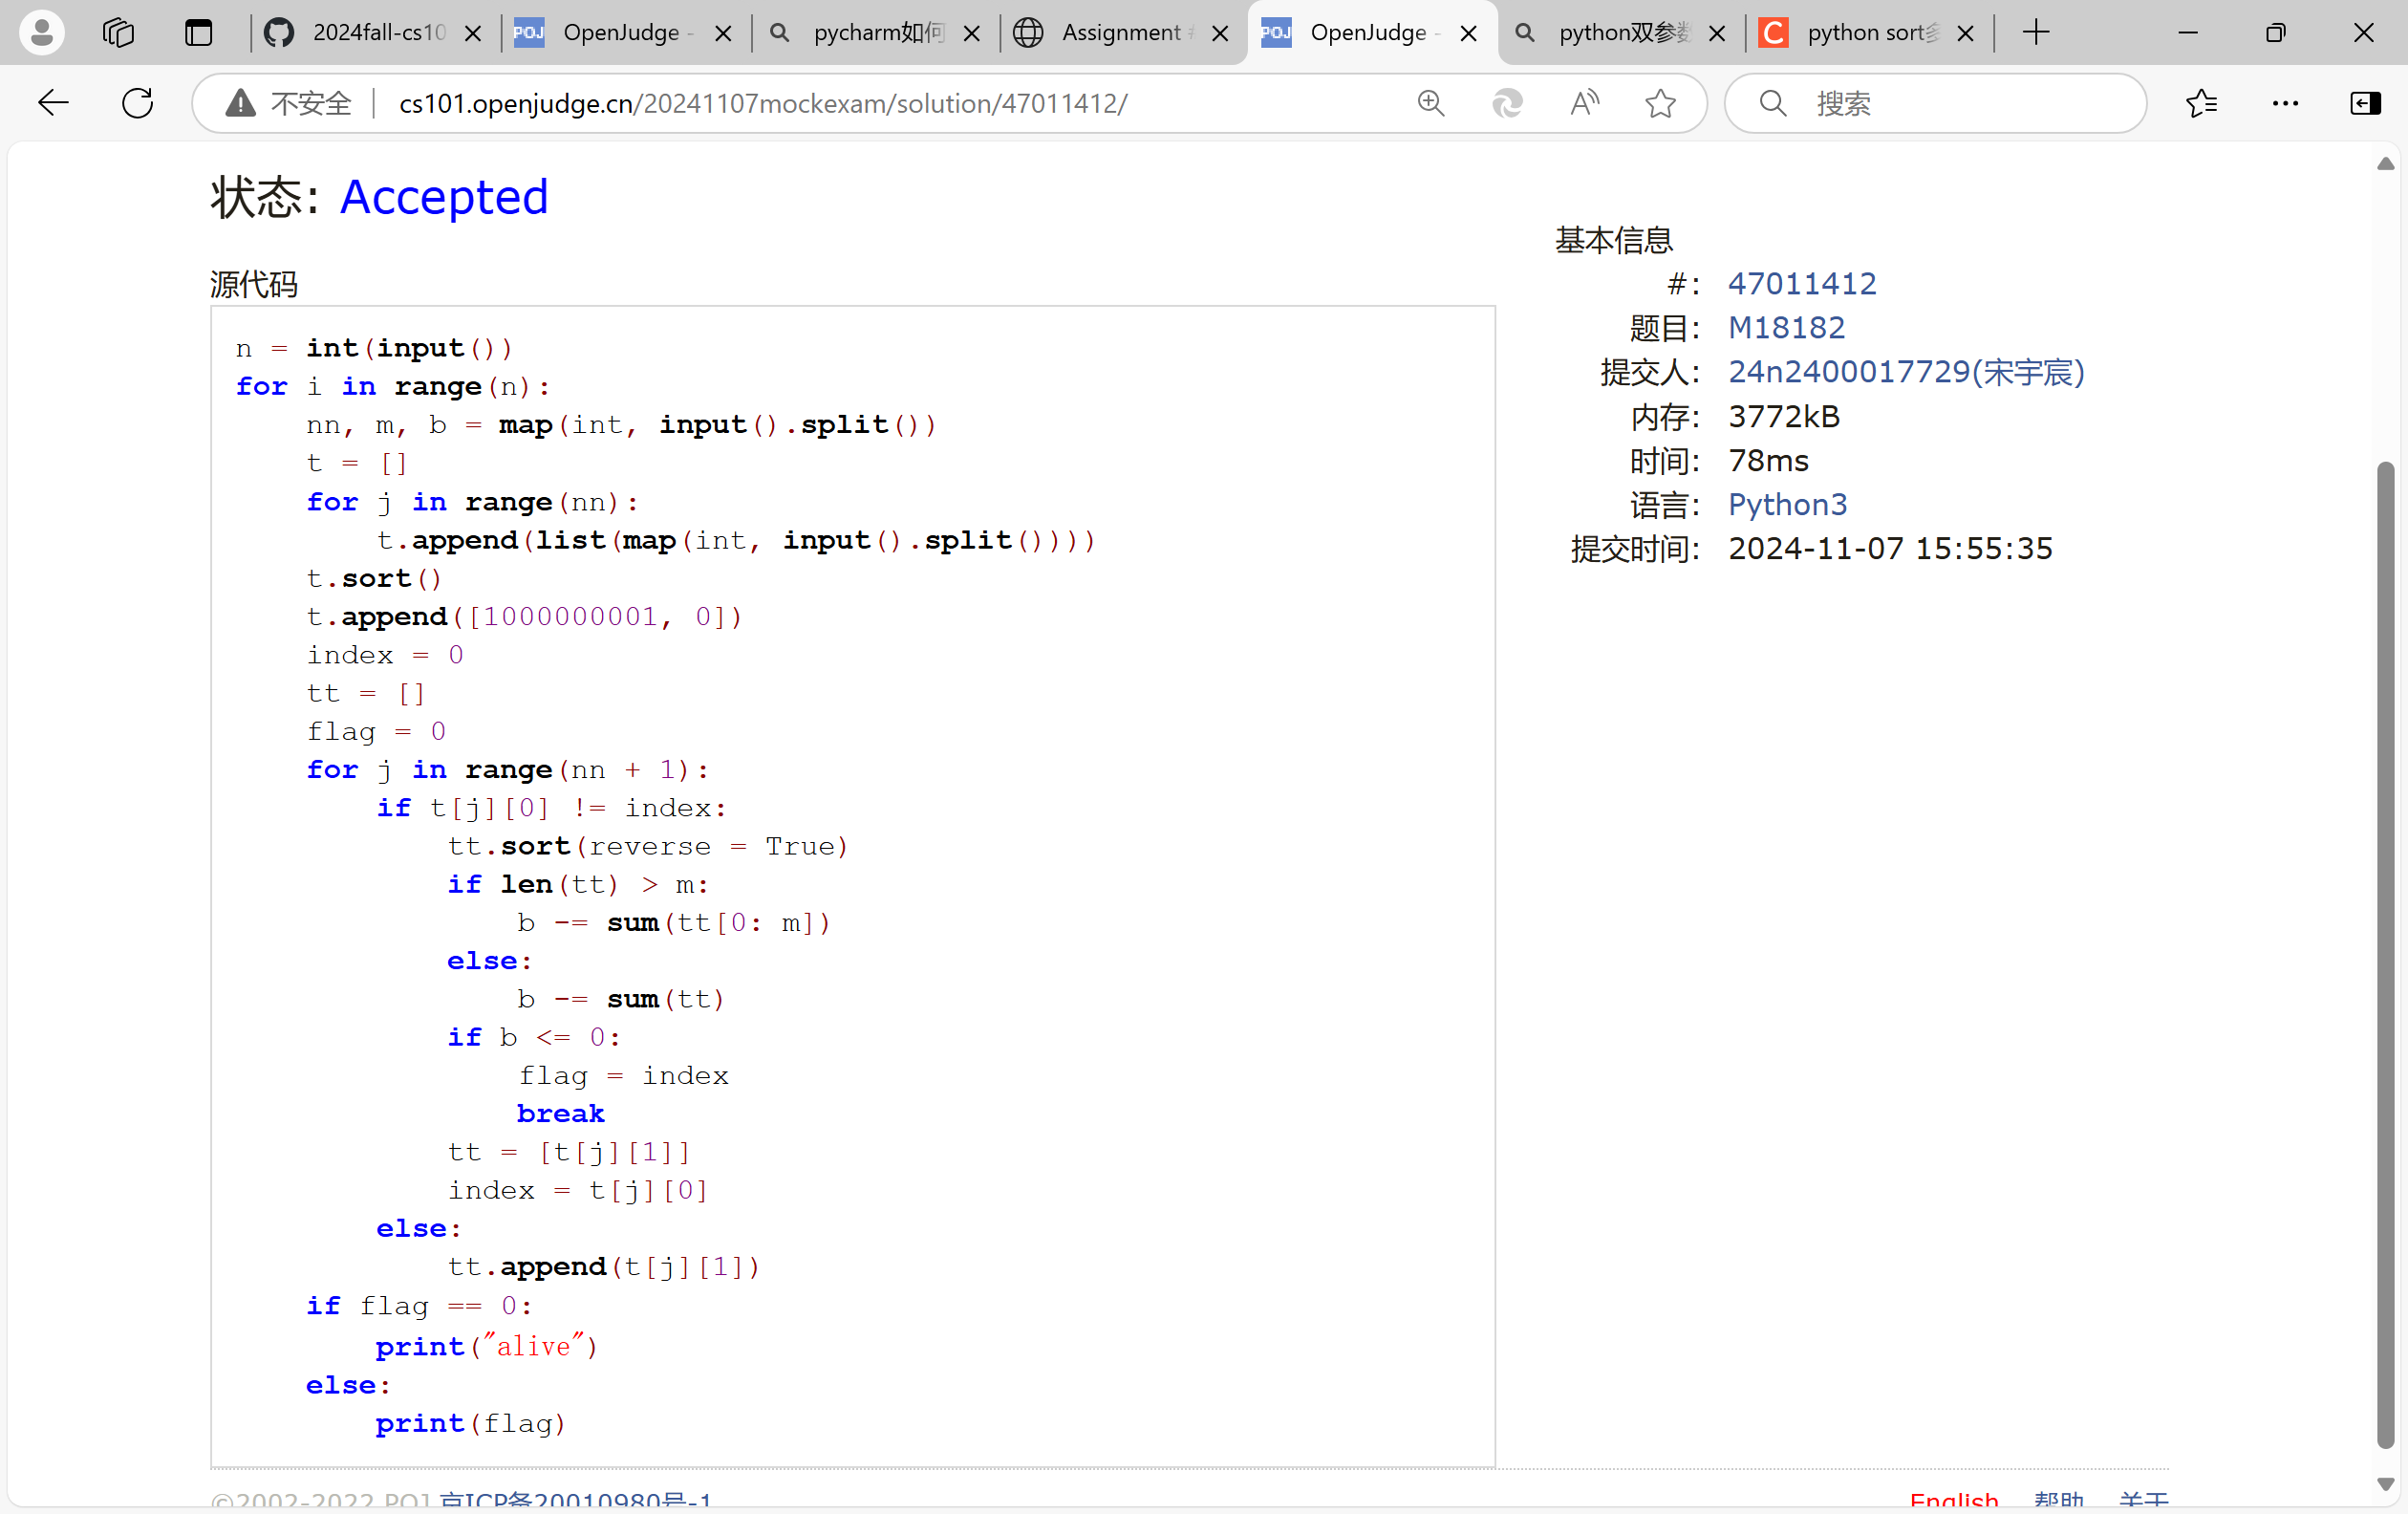 2024fall-cs10
OpenJudge -
pycharm如何
Assignment #
OpenJudge -
python双参数
python sort多
不安全
cs101.openjudge.cn/20241107mockexam/solution/47011412/
搜索
状态: Accepted
源代码
n = int(input())
for i in range(n):
    nn, m, b = map(int, input().split())
    t = []
    for j in range(nn):
        t.append(list(map(int, input().split())))
    t.sort()
    t.append([1000000001, 0])
    index = 0
    tt = []
    flag = 0
    for j in range(nn + 1):
        if t[j][0] != index:
            tt.sort(reverse = True)
            if len(tt) > m:
                b -= sum(tt[0: m])
            else:
                b -= sum(tt)
            if b <= 0:
                flag = index
                break
            tt = [t[j][1]]
            index = t[j][0]
        else:
            tt.append(t[j][1])
    if flag == 0:
        print("alive")
    else:
        print(flag)
基本信息
#: 47011412
题目: M18182
提交人: 24n2400017729(宋宇宸)
内存: 3772kB
时间: 78ms
语言: Python3
提交时间: 2024-11-07 15:55:35
©2002-2022 POJ 京ICP备20010980号-1
English 帮助 关于